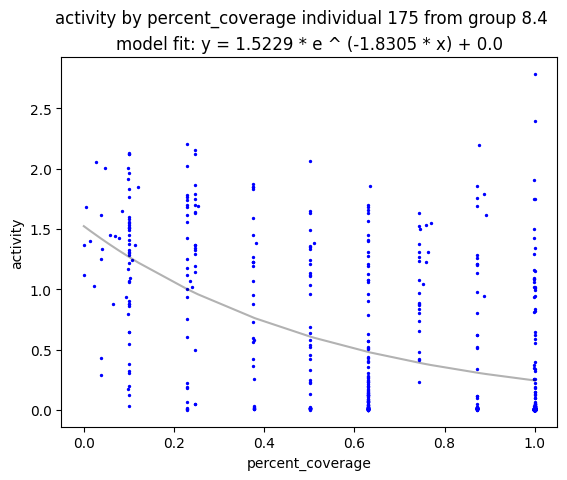 activity by percent_coverage individual 175 from group 8.4
model fit: y = 1.5229 * e ^ (-1.8305 * x) + 0.0
activity
2.5
2.0
1.5
1.0
0.5
0.0
0.0 0.2 0.4 0.6 0.8 1.0
percent_coverage